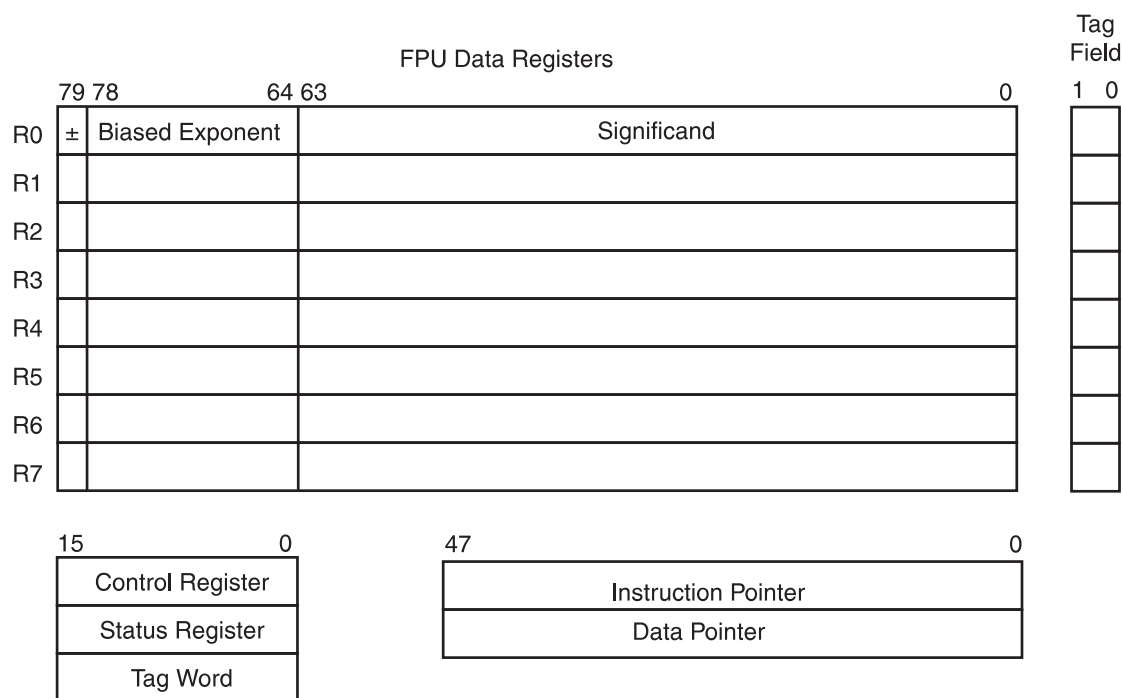 Tag
Field
FPU Data Registers
79 78 64 63 0
1 0
R0 ± Biased Exponent Significand
R1
R2
R3
R4
R5
R6
R7
15 0
47 0
Control Register
Instruction Pointer
Status Register
Data Pointer
Tag Word